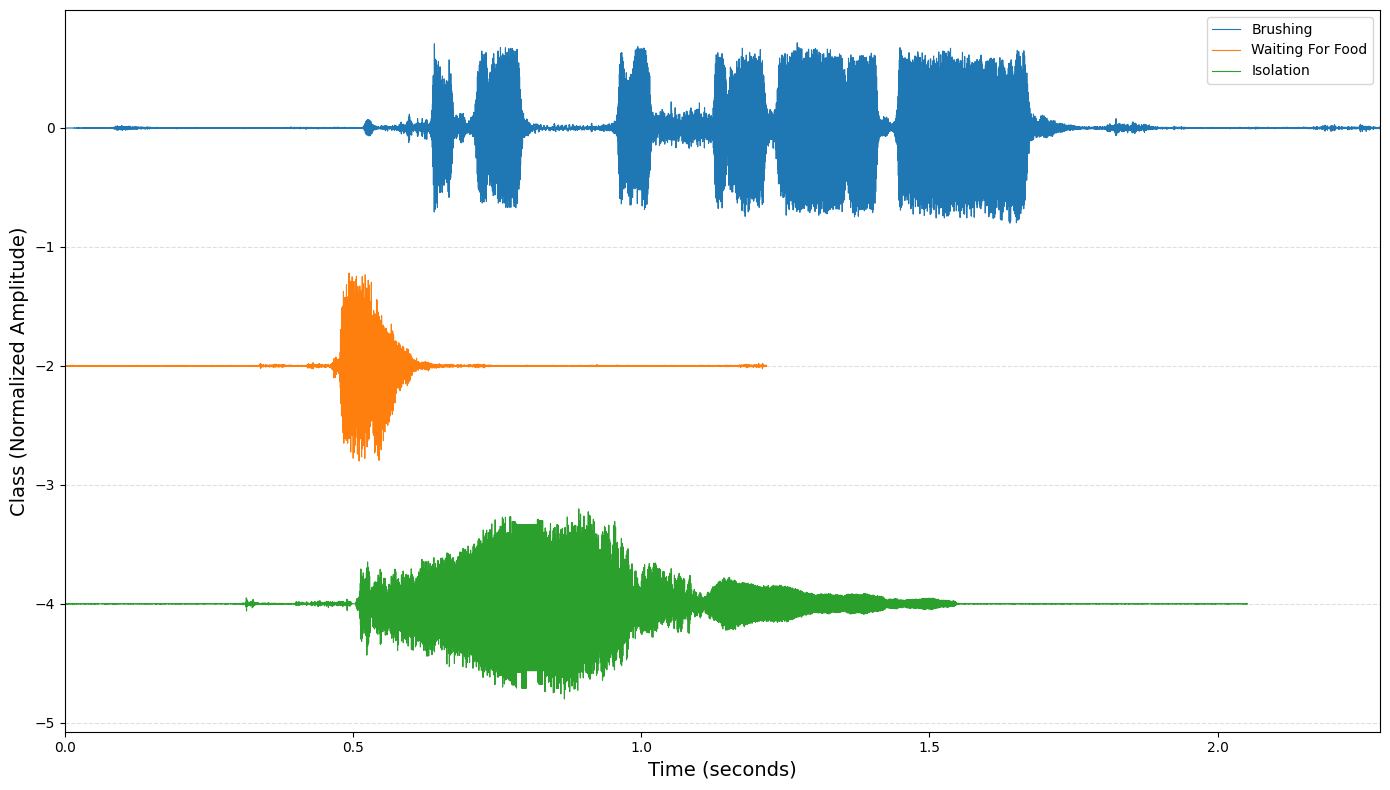 Brushing
Waiting For Food
Isolation
0
−1
−2
−3
−4
−5
Class (Normalized Amplitude)
0.0 0.5 1.0 1.5 2.0
Time (seconds)